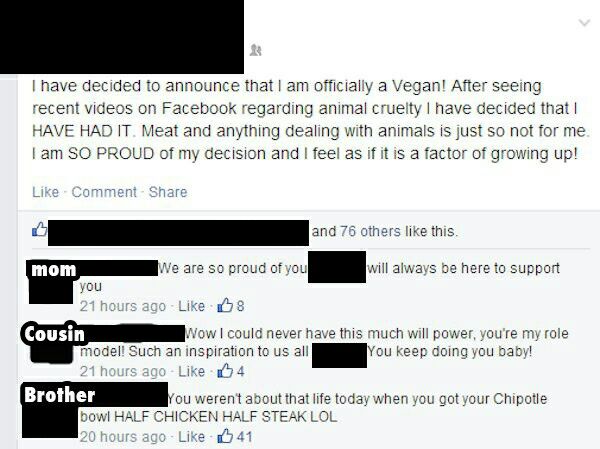 I have decided to announce that I am officially a Vegan! After seeing
recent videos on Facebook regarding animal cruelty I have decided that I
HAVE HAD IT. Meat and anything dealing with animals is just so not for me.
I am SO PROUD of my decision and I feel as if it is a factor of growing up!
Like · Comment · Share
and 76 others like this.
mom We are so proud of you will always be here to support
you
21 hours ago · Like · 8
Cousin Wow I could never have this much will power, you're my role
model! Such an inspiration to us all You keep doing you baby!
21 hours ago · Like · 4
Brother You weren't about that life today when you got your Chipotle
bowl HALF CHICKEN HALF STEAK LOL
20 hours ago · Like · 41